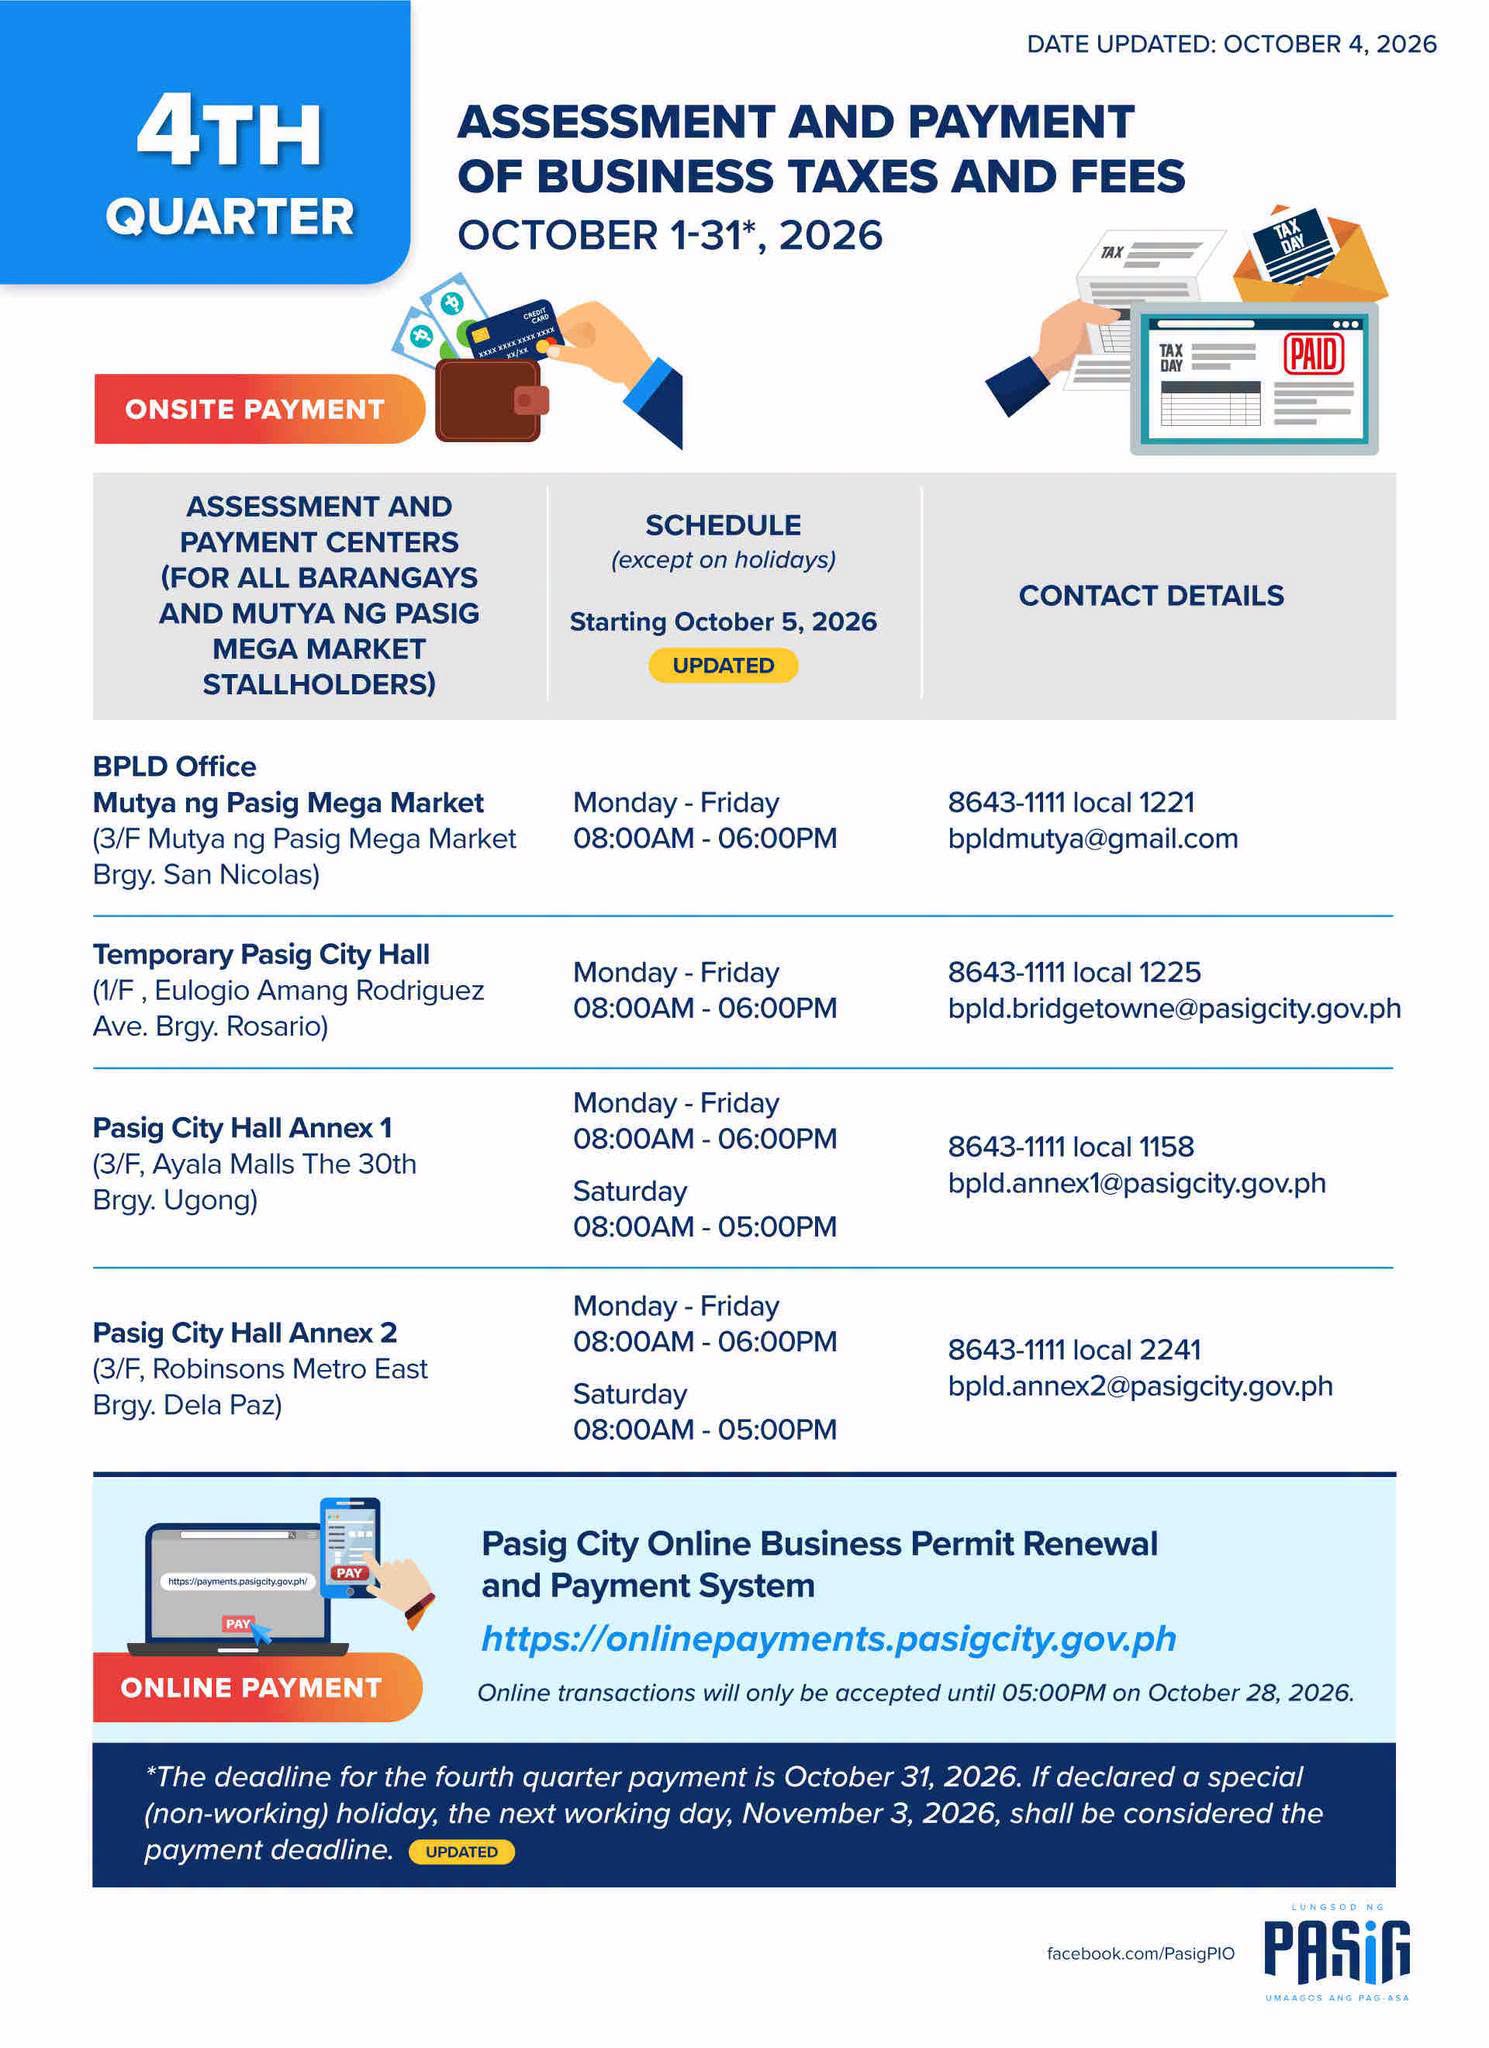 DATE UPDATED: OCTOBER 4, 2026
4TH
QUARTER
ASSESSMENT AND PAYMENT
OF BUSINESS TAXES AND FEES
OCTOBER 1-31*, 2026
TAX
TAX
DAY
CREDIT
CARD
XXXX XXXX XXXX XXXX
XX/XX
TAX
DAY
PAID
ONSITE PAYMENT
ASSESSMENT AND
PAYMENT CENTERS
(FOR ALL BARANGAYS
AND MUTYA NG PASIG
MEGA MARKET
STALLHOLDERS)
SCHEDULE
(except on holidays)
Starting October 5, 2026
UPDATED
CONTACT DETAILS
BPLD Office
Mutya ng Pasig Mega Market
(3/F Mutya ng Pasig Mega Market
Brgy. San Nicolas)
Monday - Friday
08:00AM - 06:00PM
8643-1111 local 1221
bpldmutya@gmail.com
Temporary Pasig City Hall
(1/F , Eulogio Amang Rodriguez
Ave. Brgy. Rosario)
Monday - Friday
08:00AM - 06:00PM
8643-1111 local 1225
bpld.bridgetowne@pasigcity.gov.ph
Pasig City Hall Annex 1
(3/F, Ayala Malls The 30th
Brgy. Ugong)
Monday - Friday
08:00AM - 06:00PM
Saturday
08:00AM - 05:00PM
8643-1111 local 1158
bpld.annex1@pasigcity.gov.ph
Pasig City Hall Annex 2
(3/F, Robinsons Metro East
Brgy. Dela Paz)
Monday - Friday
08:00AM - 06:00PM
Saturday
08:00AM - 05:00PM
8643-1111 local 2241
bpld.annex2@pasigcity.gov.ph
https://payments.pasigcity.gov.ph/
PAY
PAY
ONLINE PAYMENT
Pasig City Online Business Permit Renewal
and Payment System
https://onlinepayments.pasigcity.gov.ph
Online transactions will only be accepted until 05:00PM on October 28, 2026.
*The deadline for the fourth quarter payment is October 31, 2026. If declared a special
(non-working) holiday, the next working day, November 3, 2026, shall be considered the
payment deadline. UPDATED
facebook.com/PasigPIO
LUNGSOD NG
PASiG
UMAAGOS ANG PAG-ASA